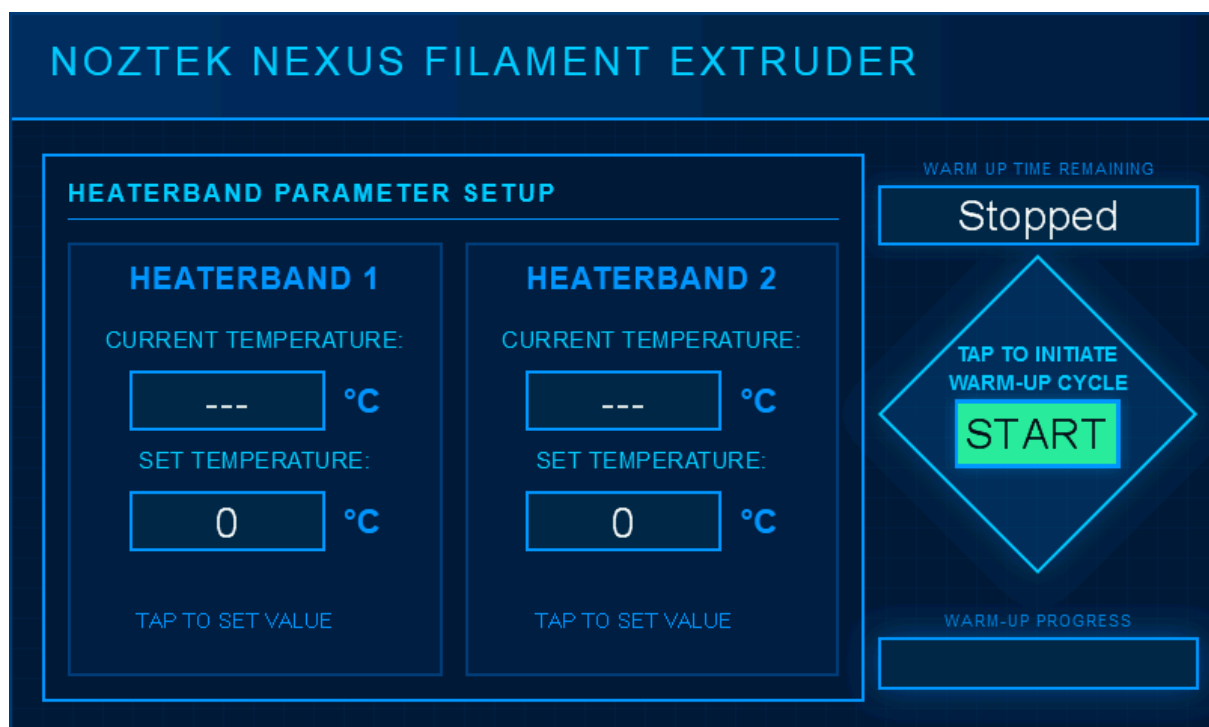 NOZTEK NEXUS FILAMENT EXTRUDER
HEATERBAND PARAMETER SETUP
HEATERBAND 1
CURRENT TEMPERATURE:
--- °C
SET TEMPERATURE:
0 °C
TAP TO SET VALUE
HEATERBAND 2
CURRENT TEMPERATURE:
--- °C
SET TEMPERATURE:
0 °C
TAP TO SET VALUE
WARM UP TIME REMAINING
Stopped
TAP TO INITIATE
WARM-UP CYCLE
START
WARM-UP PROGRESS